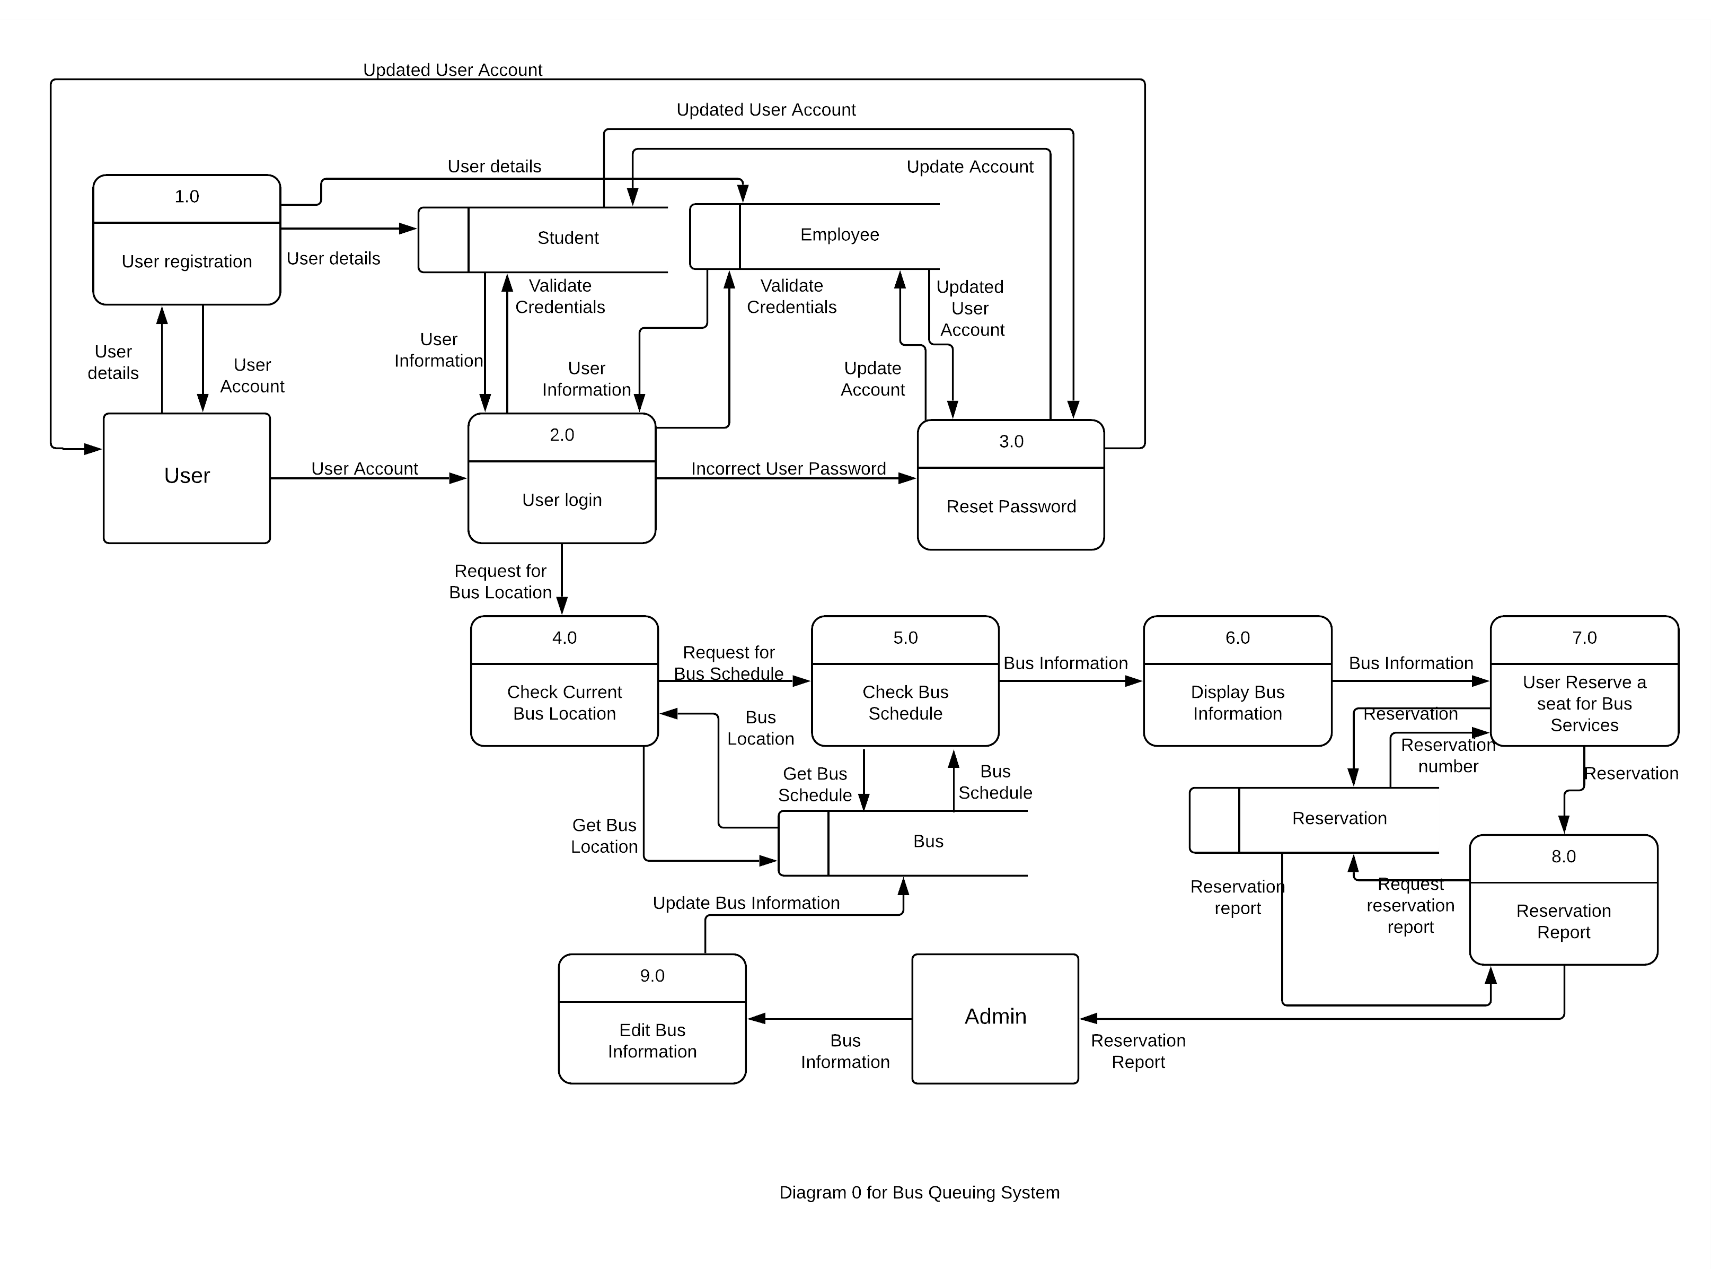 Updated User Account
Updated User Account
User details
Update Account
1.0
User registration
User details
Student
Employee
Validate
Credentials
Validate
Credentials
Updated
User
Account
User
details
User
Account
User
Information
User
Information
Update
Account
User
User Account
2.0
User login
Incorrect User Password
3.0
Reset Password
Request for
Bus Location
4.0
Check Current
Bus Location
Request for
Bus Schedule
5.0
Check Bus
Schedule
Bus Information
6.0
Display Bus
Information
Bus Information
7.0
User Reserve a
seat for Bus
Services
Bus
Location
Reservation
Reservation
number
Reservation
Get Bus
Schedule
Bus
Schedule
Get Bus
Location
Bus
Reservation
8.0
Reservation
Report
Reservation
report
Request
reservation
report
Update Bus Information
9.0
Edit Bus
Information
Bus
Information
Admin
Reservation
Report
Diagram 0 for Bus Queuing System